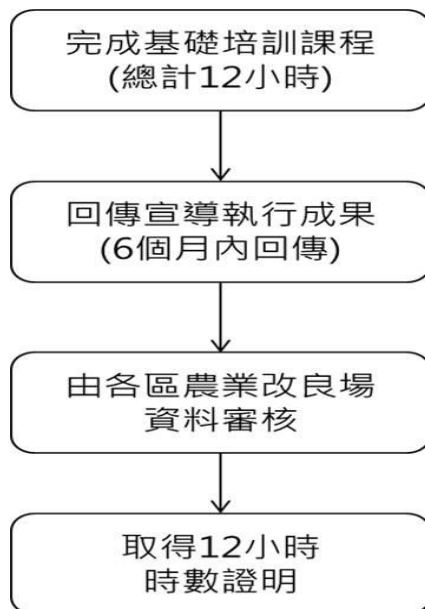 完成基礎培訓課程
(總計12小時)
回傳宣導執行成果
(6個月內回傳)
由各區農業改良場
資料審核
取得12小時
時數證明